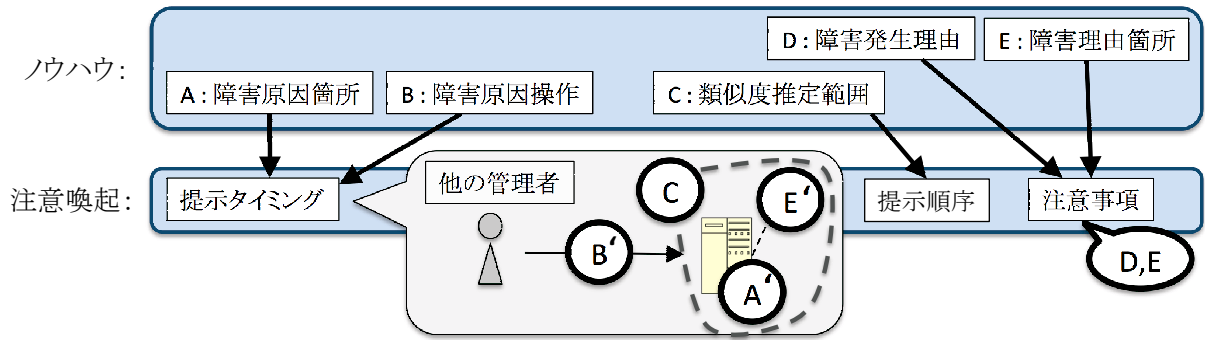 D : 障害発生理由
E : 障害理由箇所
ノウハウ :
A : 障害原因箇所
B : 障害原因操作
C : 類似度推定範囲
注意喚起 :
提示タイミング
他の管理者
C
E‘
提示順序
注意事項
B‘
A‘
D,E